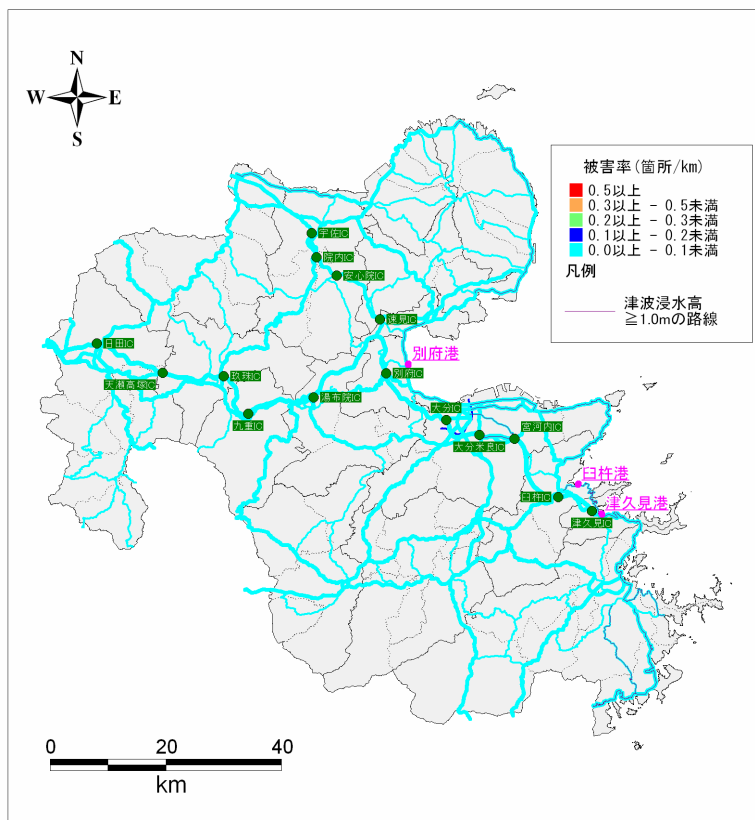 N
W E
S
被害率(箇所/km)
0.5以上
0.3以上 - 0.5未満
0.2以上 - 0.3未満
0.1以上 - 0.2未満
0.0以上 - 0.1未満
凡例
津波浸水高
≧1.0mの路線
宇佐IC
院内IC
安心院IC
速見IC
日田IC
別府港
天瀬高塚IC
玖珠IC
別府IC
湯布院IC
九重IC
大分IC
宮河内IC
大分米良IC
臼杵港
臼杵IC
津久見港
津久見IC
0 20 40
km